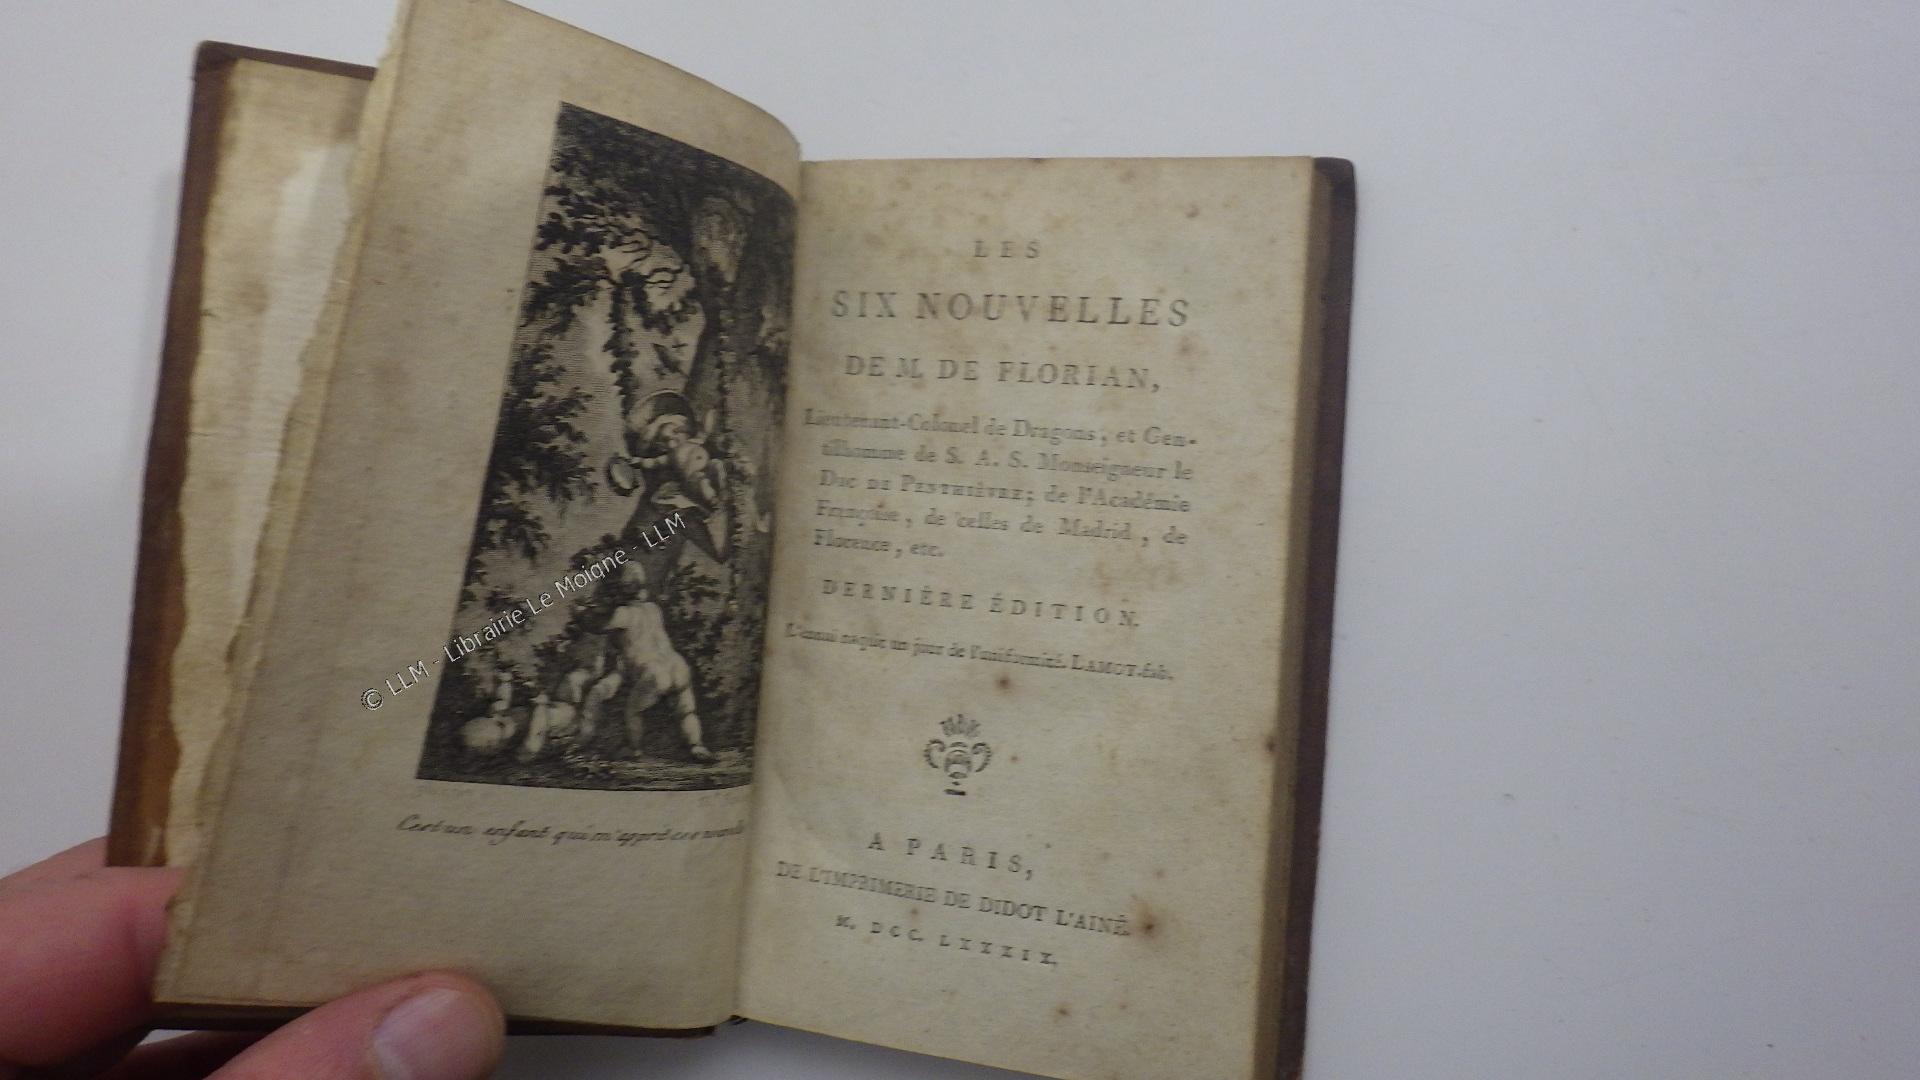 © LLM - Librairie Le Moigne - LLM
C'est un enfant qui m'apprit ces
LES
SIX NOUVELLES
DE M. DE FLORIAN,
Lieutenant-Colonel de Dragons, et Gen-
tilhomme de S. A. S. Monseigneur le
Duc DE PENTHIÈVRE; de l'Académie
Françoise, de celles de Madrid, de
Florence, etc.
DERNIÈRE ÉDITION.
L'ennui naquit un jour de l'uniformité. LAMOT. fab.
A PARIS,
DE L'IMPRIMERIE DE DIDOT L'AINÉ.
M. DCC. LXXXIX.